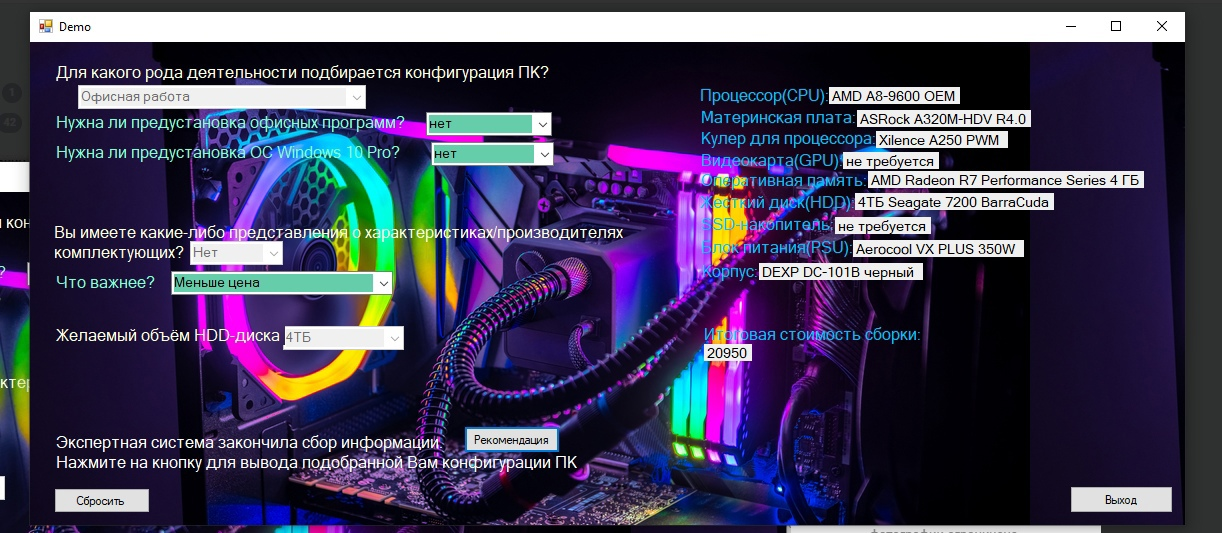 Demo
Для какого рода деятельности подбирается конфигурация ПК?
Офисная работа
Нужна ли предустановка офисных программ? нет
Нужна ли предустановка ОС Windows 10 Pro? нет
Вы имеете какие-либо представления о характеристиках/производителях
комплектующих? Нет
Что важнее? Меньше цена
Желаемый объём HDD-диска 4ТБ
Экспертная система закончила сбор информации.
Рекомендация
Нажмите на кнопку для вывода подобранной Вам конфигурации ПК
Сбросить
Процессор(CPU): AMD A8-9600 OEM
Материнская плата: ASRock A320M-HDV R4.0
Кулер для процессора: Xilence A250 PWM
Видеокарта(GPU): не требуется
Оперативная память: AMD Radeon R7 Performance Series 4 ГБ
Жесткий диск(HDD): 4ТБ Seagate 7200 BarraCuda
SSD-накопитель: не требуется
Блок питания(PSU): Aerocool VX PLUS 350W
Корпус: DEXP DC-101B черный
Итоговая стоимость сборки:
20950
Выход
1
42